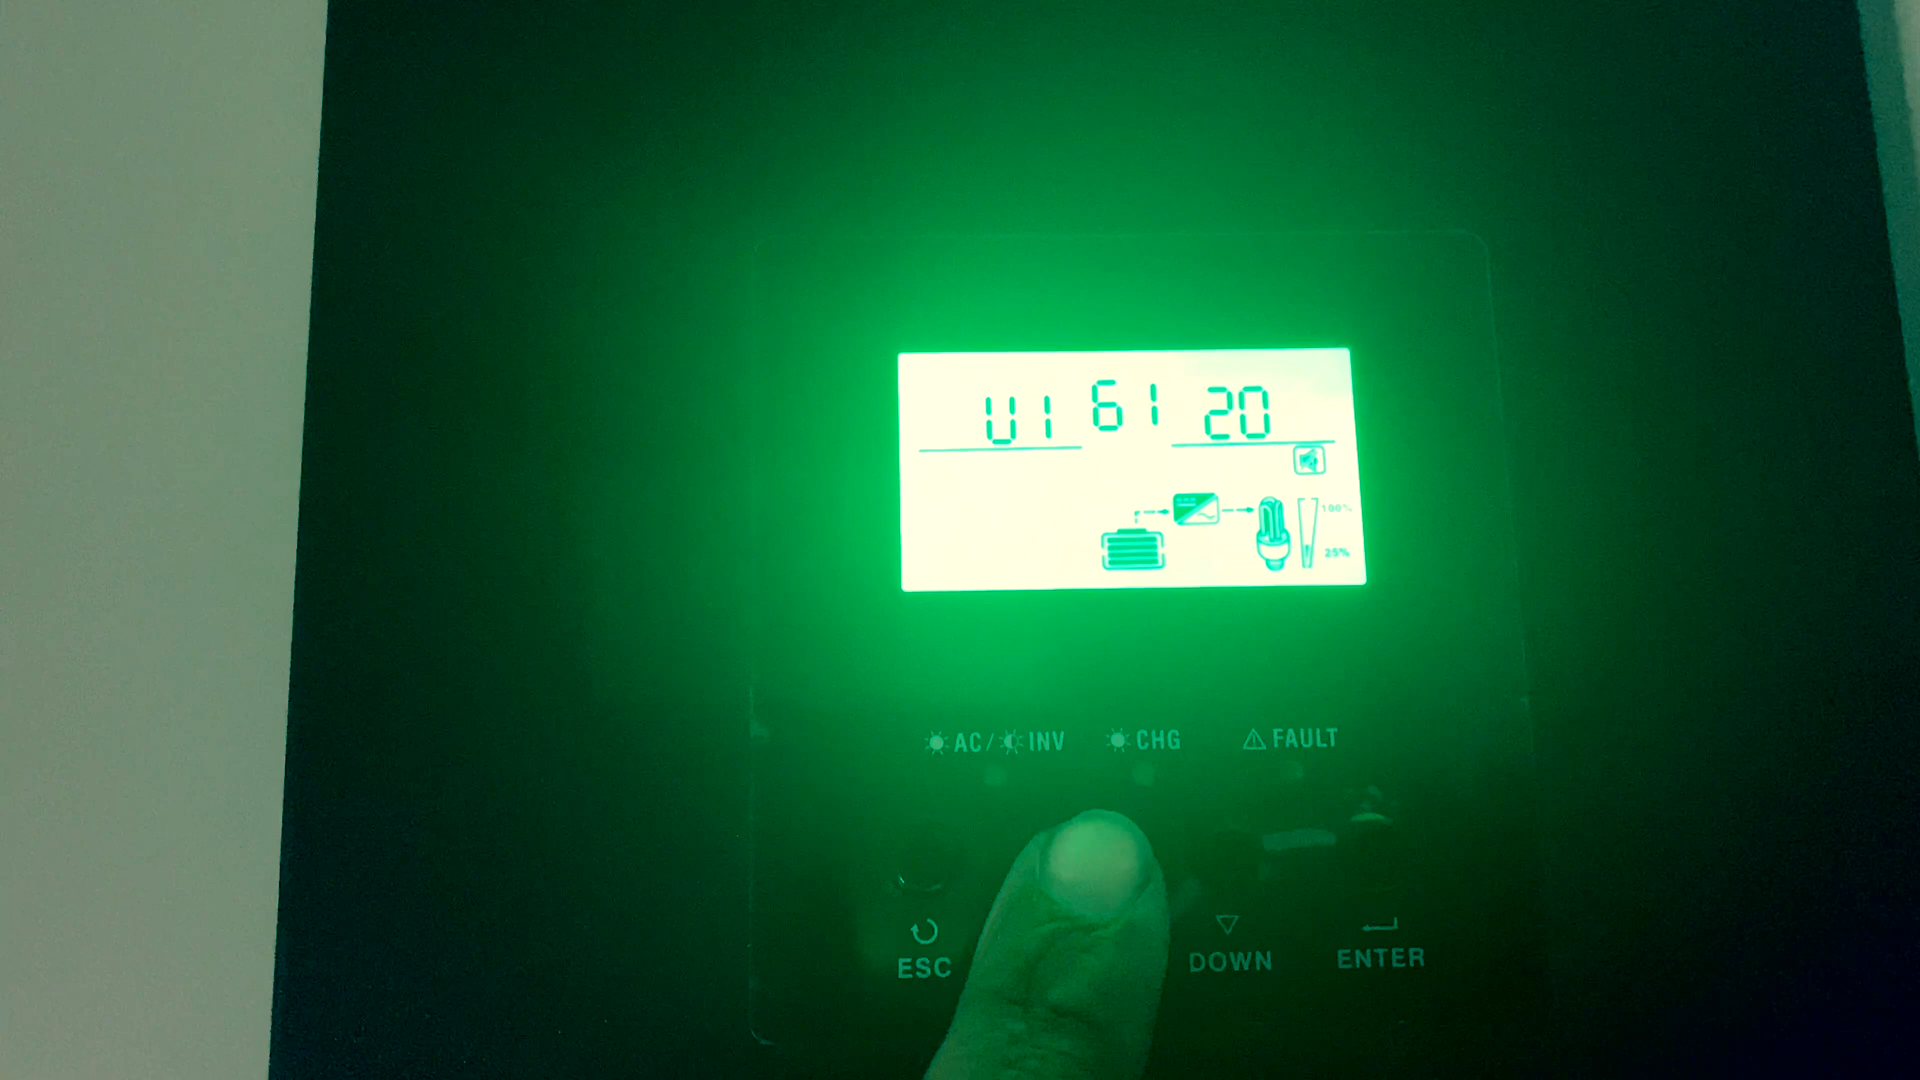 U1 61 20
100%
25%
AC / INV CHG FAULT
ESC DOWN ENTER